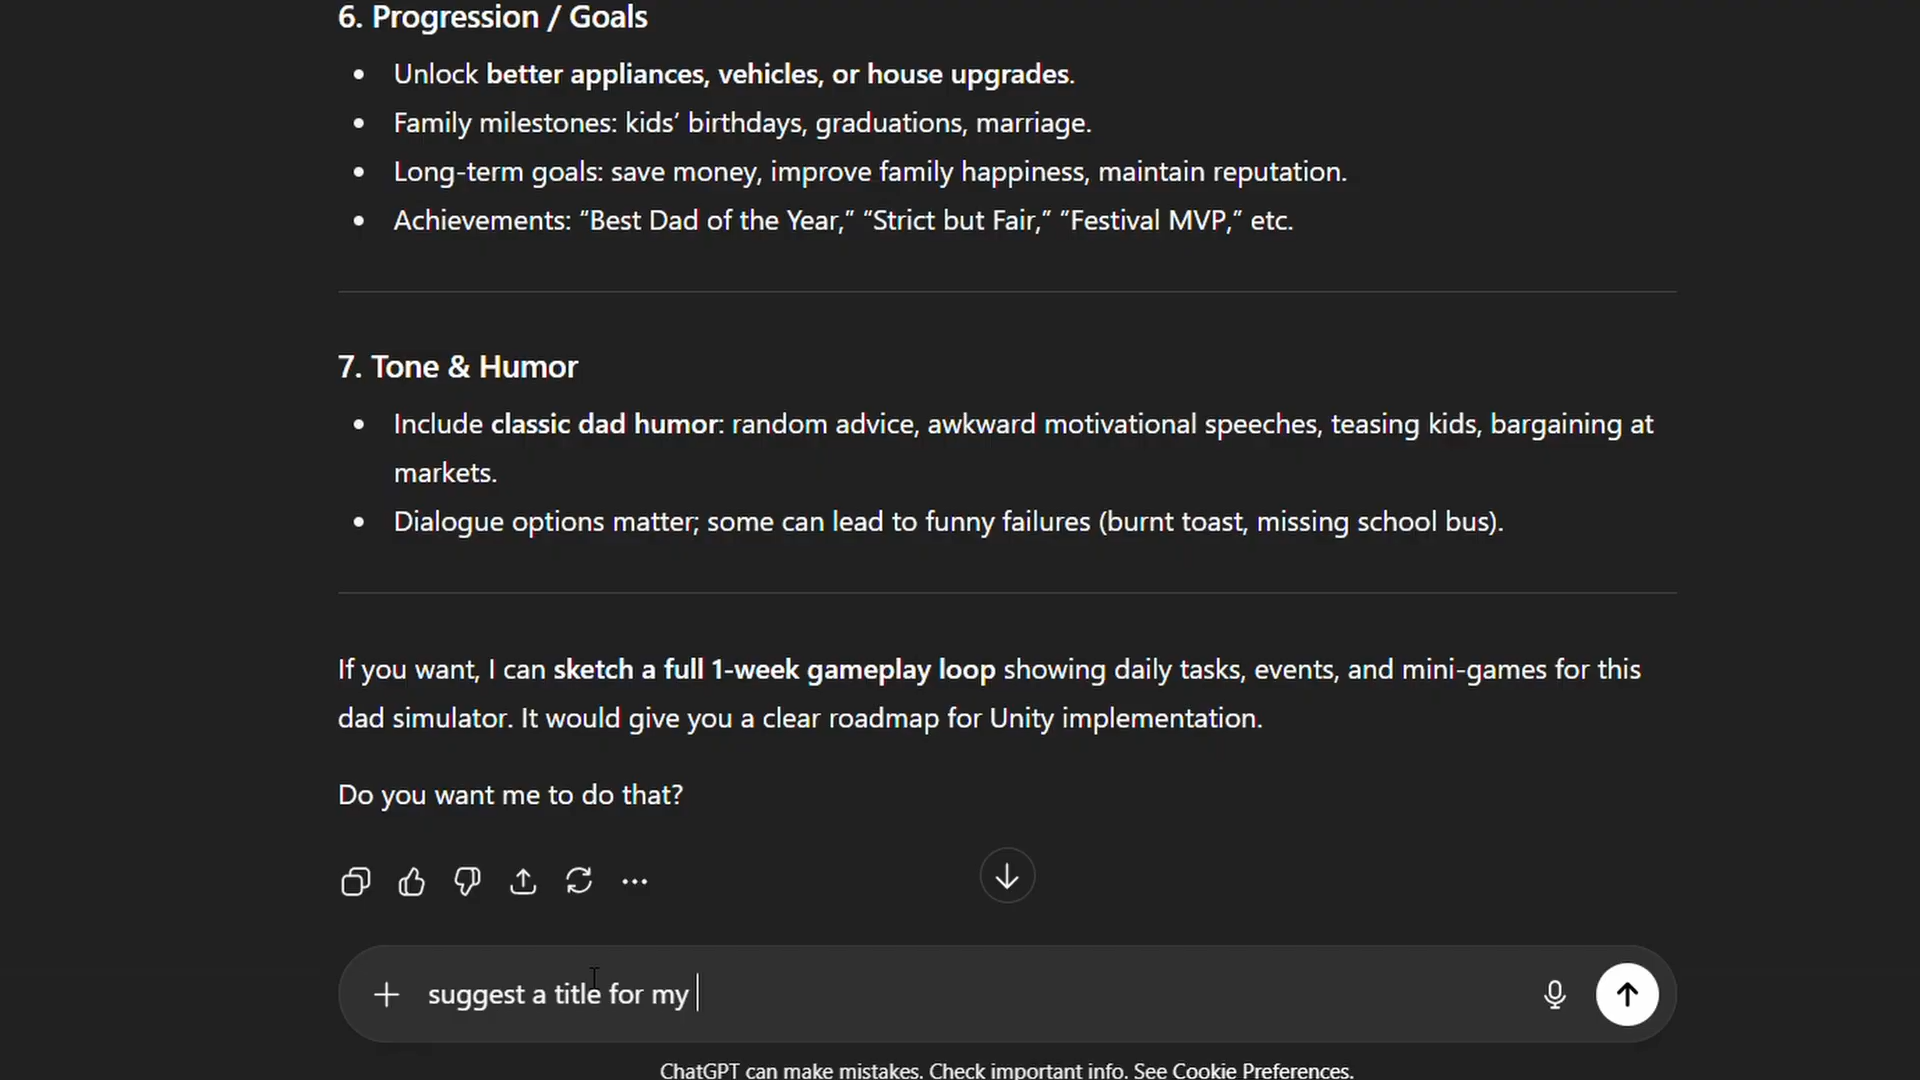 6. Progression / Goals
• Unlock better appliances, vehicles, or house upgrades.
• Family milestones: kids’ birthdays, graduations, marriage.
• Long-term goals: save money, improve family happiness, maintain reputation.
• Achievements: “Best Dad of the Year,” “Strict but Fair,” “Festival MVP,” etc.
7. Tone & Humor
• Include classic dad humor: random advice, awkward motivational speeches, teasing kids, bargaining at
markets.
• Dialogue options matter; some can lead to funny failures (burnt toast, missing school bus).
If you want, I can sketch a full 1-week gameplay loop showing daily tasks, events, and mini-games for this
dad simulator. It would give you a clear roadmap for Unity implementation.
Do you want me to do that?
suggest a title for my
ChatGPT can make mistakes. Check important info. See Cookie Preferences.